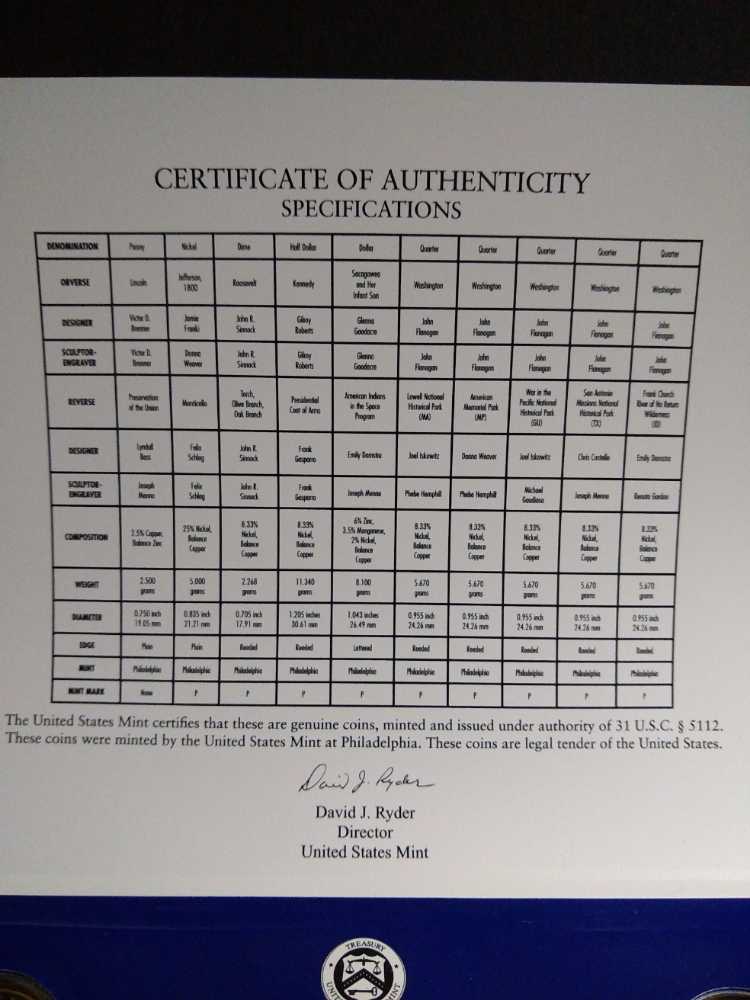 CERTIFICATE OF AUTHENTICITY
SPECIFICATIONS
DENOMINATION Penny Nickel Dime Half Dollar Dollar Quarter Quarter Quarter Quarter Quarter
OBVERSE Lincoln Jefferson, 1800 Roosevelt Kennedy Sacagawea and Her Infant Son Washington Washington Washington Washington Washington
DESIGNER Victor D. Brenner Jamie Franki John R. Sinnock Gilroy Roberts Glenna Goodacre John Flanagan John Flanagan John Flanagan John Flanagan John Flanagan
SCULPTOR-ENGRAVER Victor D. Brenner Donna Weaver John R. Sinnock Gilroy Roberts Glenna Goodacre John Flanagan John Flanagan John Flanagan John Flanagan John Flanagan
REVERSE Preservation of the Union Monticello Torch, Olive Branch, Oak Branch Presidential Coat of Arms American Indians in the Space Program Lowell National Historical Park (MA) American Memorial Park (MP) War in the Pacific National Historical Park (GU) San Antonio Missions National Historical Park (TX) Frank Church River of No Return Wilderness (ID)
DESIGNER Lyndall Bass Felix Schlag John R. Sinnock Frank Gasparro Emily Damstra Joel Iskowitz Donna Weaver Joel Iskowitz Chris Costello Emily Damstra
SCULPTOR-ENGRAVER Joseph Menna Felix Schlag John R. Sinnock Frank Gasparro Joseph Menna Phebe Hemphill Phebe Hemphill Michael Gaudioso Joseph Menna Renata Gordon
COMPOSITION 2.5% Copper, Balance Zinc 25% Nickel, Balance Copper 8.33% Nickel, Balance Copper 8.33% Nickel, Balance Copper 6% Zinc, 3.5% Manganese, 2% Nickel, Balance Copper 8.33% Nickel, Balance Copper 8.33% Nickel, Balance Copper 8.33% Nickel, Balance Copper 8.33% Nickel, Balance Copper 8.33% Nickel, Balance Copper
WEIGHT 2.500 grams 5.000 grams 2.268 grams 11.340 grams 8.100 grams 5.670 grams 5.670 grams 5.670 grams 5.670 grams 5.670 grams
DIAMETER 0.750 inch 19.05 mm 0.835 inch 21.21 mm 0.705 inch 17.91 mm 1.205 inches 30.61 mm 1.043 inches 26.49 mm 0.955 inch 24.26 mm 0.955 inch 24.26 mm 0.955 inch 24.26 mm 0.955 inch 24.26 mm 0.955 inch 24.26 mm
EDGE Plain Plain Reeded Reeded Lettered Reeded Reeded Reeded Reeded Reeded
MINT Philadelphia Philadelphia Philadelphia Philadelphia Philadelphia Philadelphia Philadelphia Philadelphia Philadelphia Philadelphia
MINT MARK None P P P P P P P P P
The United States Mint certifies that these are genuine coins, minted and issued under authority of 31 U.S.C. § 5112.
These coins were minted by the United States Mint at Philadelphia. These coins are legal tender of the United States.
David J. Ryder
David J. Ryder
Director
United States Mint
TREASURY